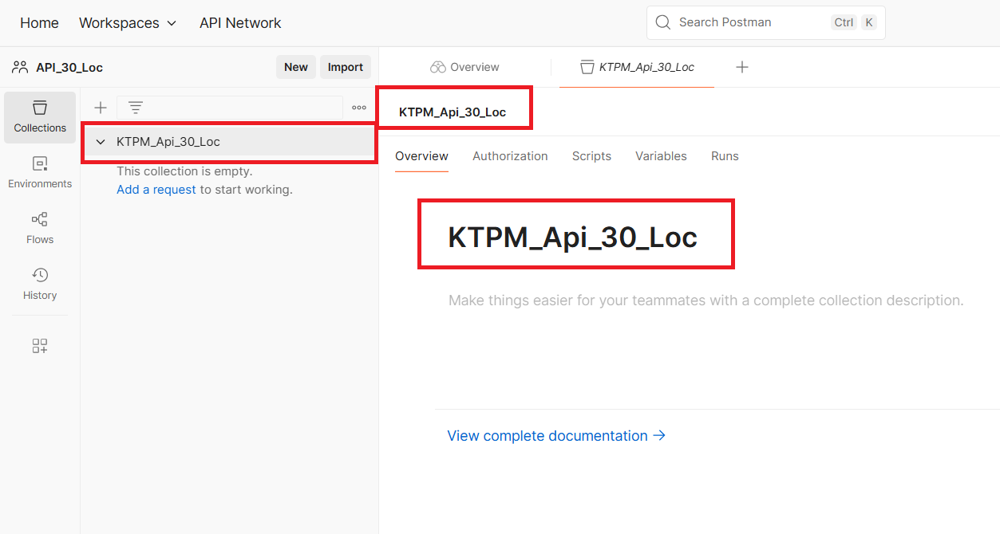 Home Workspaces API Network Search Postman Ctrl K
API_30_Loc New Import Overview KTPM_Api_30_Loc
KTPM_Api_30_Loc
Collections
KTPM_Api_30_Loc
Overview Authorization Scripts Variables Runs
This collection is empty.
Environments
Add a request to start working.
Flows
KTPM_Api_30_Loc
History
Make things easier for your teammates with a complete collection description.
View complete documentation →